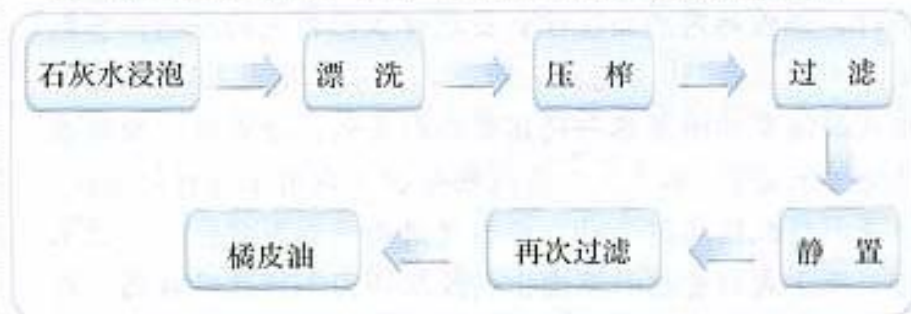 石灰水浸泡 漂 洗 压 榨 过 滤
橘皮油 再次过滤 静 置